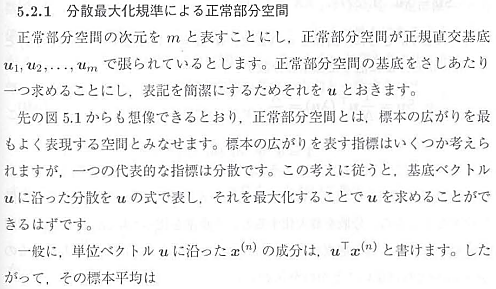 5.2.1 分散最大化規準による正常部分空間
正常部分空間の次元を m と表すことにし，正常部分空間が正規直交基底
u₁, u₂, ..., uₘ で張られているとします。正常部分空間の基底をさしあたり
一つ求めることにし，表記を簡潔にするためそれを u とおきます。
先の図 5.1 からも想像できるとおり，正常部分空間とは，標本の広がりを最
もよく表現する空間とみなせます。標本の広がりを表す指標はいくつか考えら
れますが，一つの代表的な指標は分散です。この考えに従うと，基底ベクトル
u に沿った分散を u の式で表し，それを最大化することで u を求めることがで
きるはずです。
一般に，単位ベクトル u に沿った x⁽ⁿ⁾ の成分は，u⊤x⁽ⁿ⁾ と書けます。した
がって，その標本平均は